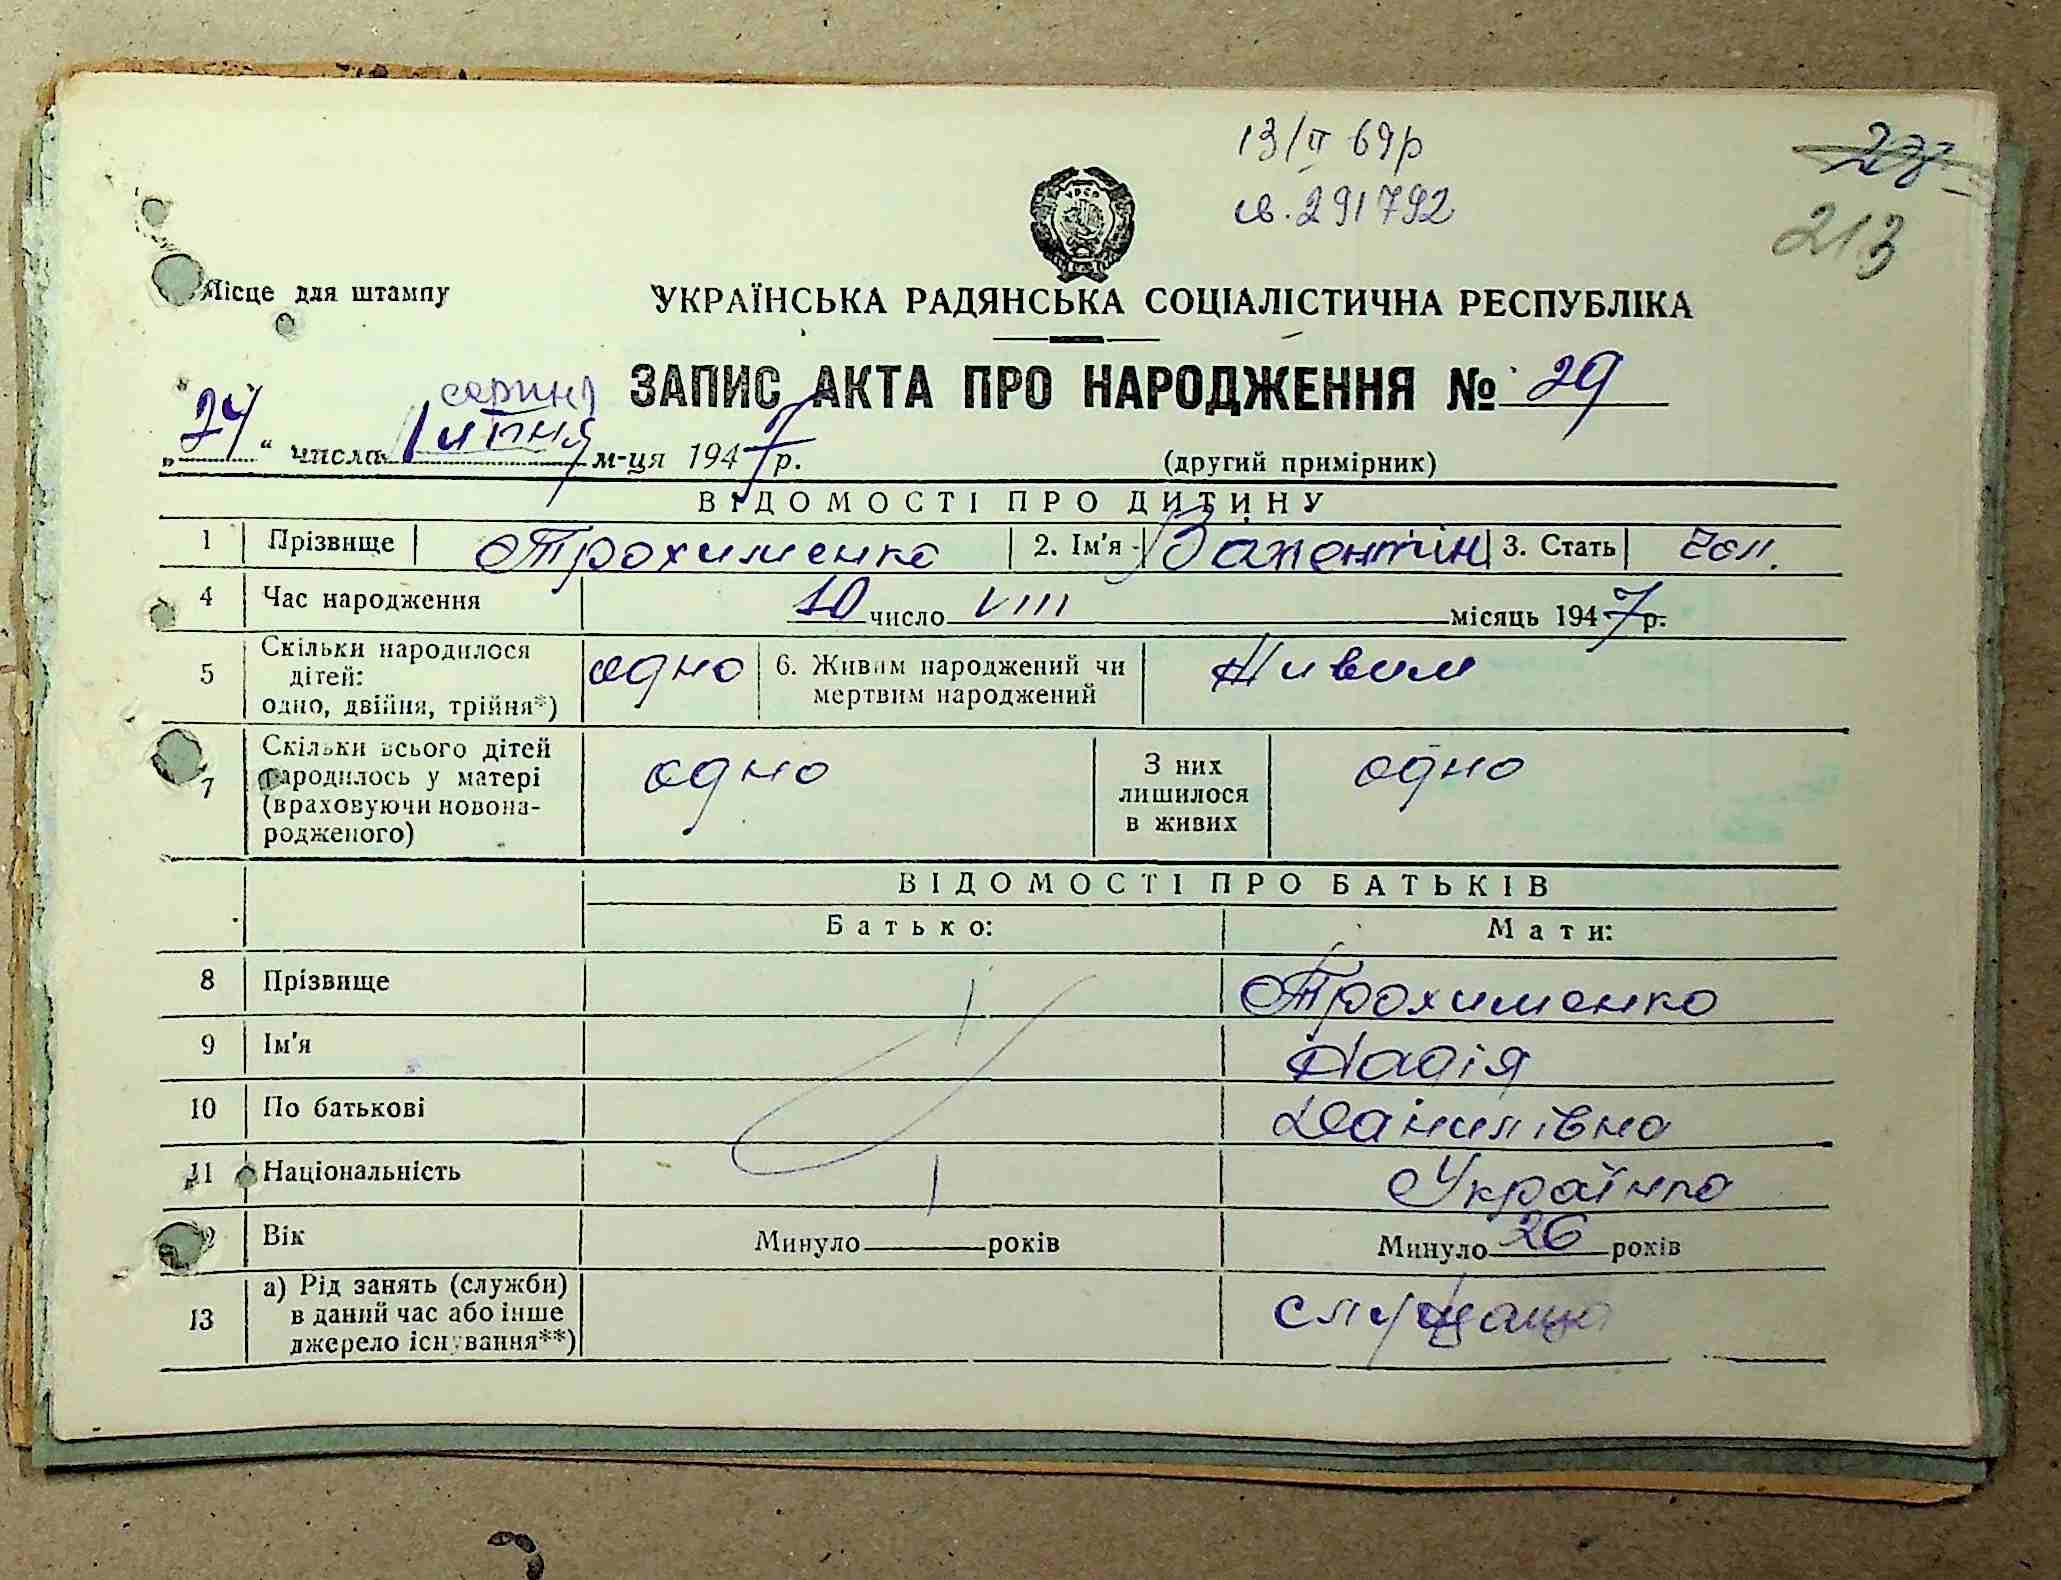 13/II 69р
св. 291792
213
Місце для штампу
УКРАЇНСЬКА РАДЯНСЬКА СОЦІАЛІСТИЧНА РЕСПУБЛІКА
ЗАПИС АКТА ПРО НАРОДЖЕННЯ № 29
серпня
„24“ числа липня м-ця 1947 р.
(другий примірник)
ВІДОМОСТІ ПРО ДИТИНУ
1 Прізвище Трохименко 2. Ім'я Валентін 3. Стать чол.
4 Час народження 10 число VIII місяць 1947 р.
5 Скільки народилося дітей: одно, двійня, трійня*) одно 6. Живим народжений чи мертвим народжений Живим
7 Скільки всього дітей народилось у матері (враховуючи новонародженого) одно З них лишилося в живих одно
ВІДОМОСТІ ПРО БАТЬКІВ
Батько: Мати:
8 Прізвище Трохименко
9 Ім'я Надія
10 По батькові Данилівна
11 Національність Українка
12 Вік Минуло років Минуло 26 років
13 а) Рід занять (служби) в даний час або інше джерело існування**)